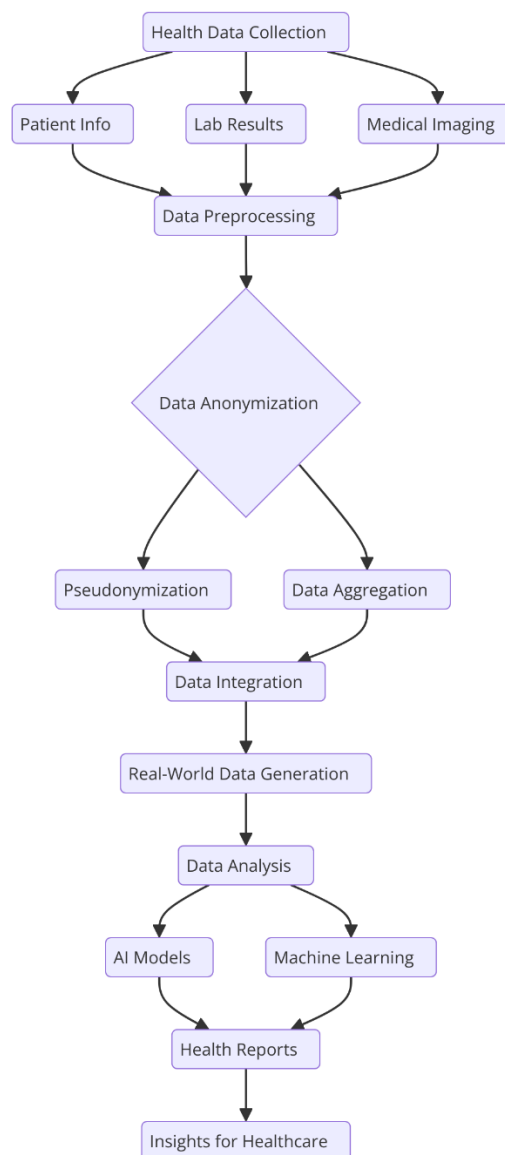 Health Data Collection
Patient Info
Lab Results
Medical Imaging
Data Preprocessing
Data Anonymization
Pseudonymization
Data Aggregation
Data Integration
Real-World Data Generation
Data Analysis
AI Models
Machine Learning
Health Reports
Insights for Healthcare